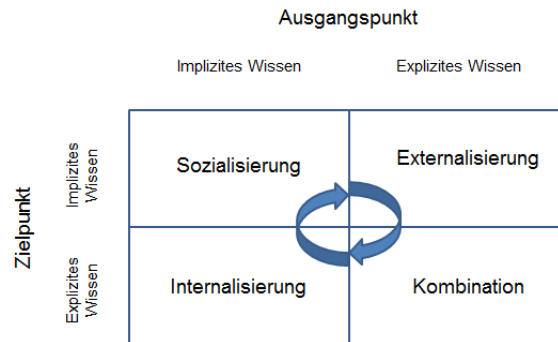 Ausgangspunkt
Implizites Wissen
Explizites Wissen
Zielpunkt
Implizites
Wissen
Sozialisierung
Externalisierung
Explizites
Wissen
Internalisierung
Kombination